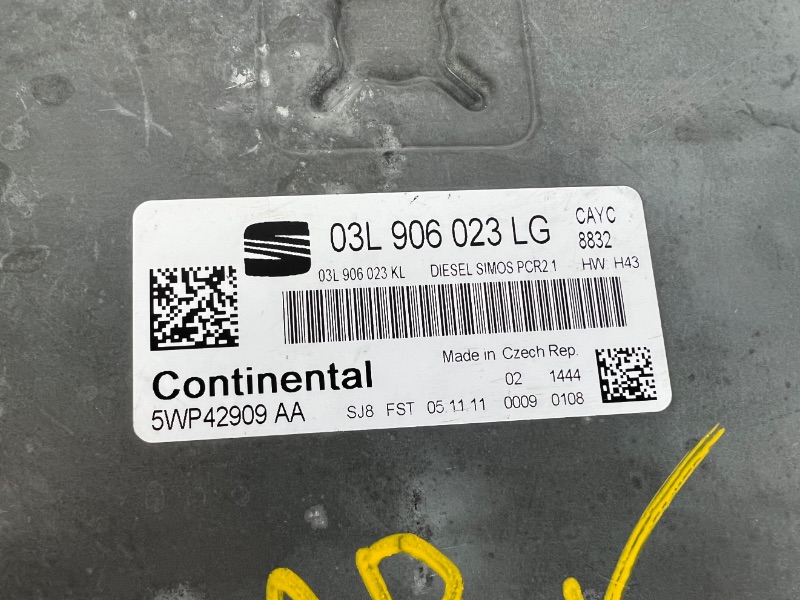 03L 906 023 LG
CAYC
8832
03L 906 023 KL DIESEL SIMOS PCR2 1 HW H43
Made in Czech Rep.
Continental
02 1444
5WP42909 AA SJ8 FST 05.11.11 0009 0108